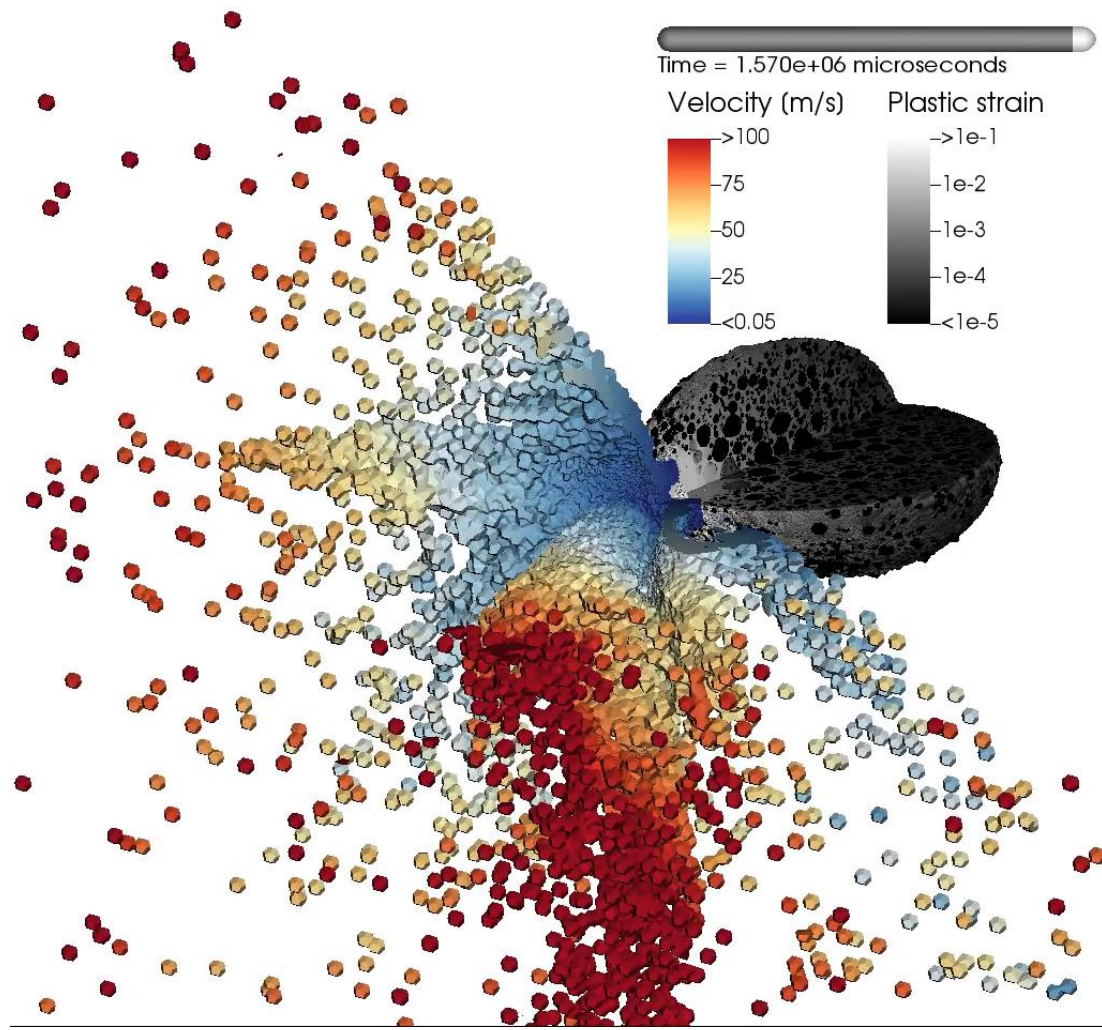 Time = 1.570e+06 microseconds
Velocity (m/s)
>100
75
50
25
<0.05
Plastic strain
>1e-1
1e-2
1e-3
1e-4
<1e-5